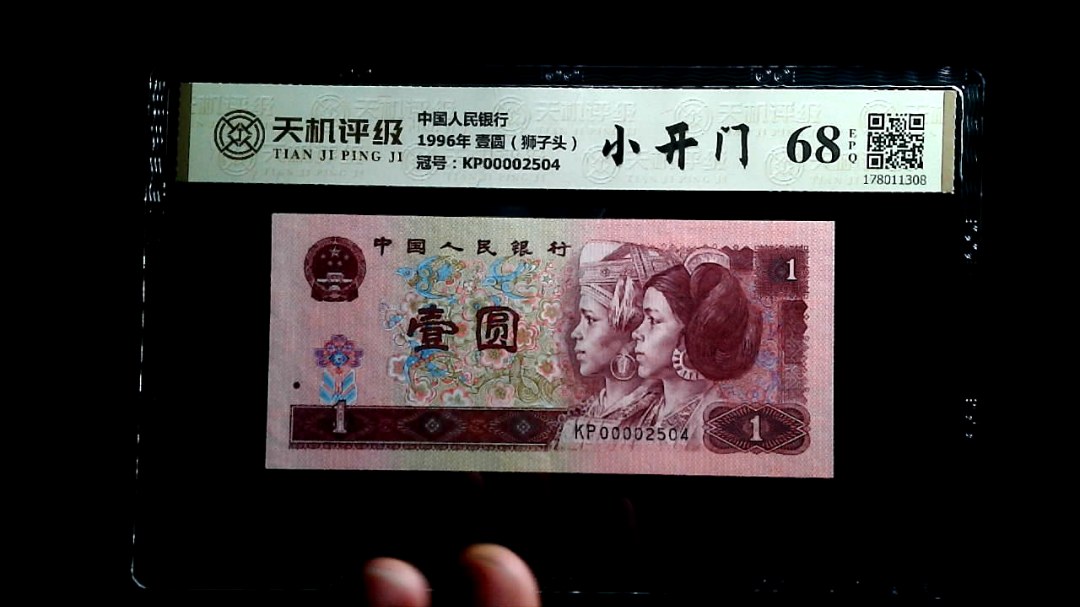 天机评级
TIAN JI PING JI
中国人民银行
1996年 壹圆（狮子头）
冠号：KP00002504
小开门
68
EPQ
178011308
中国人民银行
1
壹圆
1
KP00002504
1